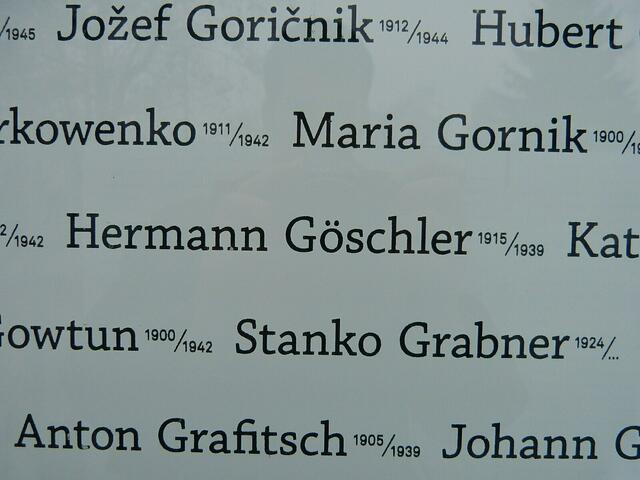 /1945 Jožef Goričnik 1912/1944 Hubert
rkowenko 1911/1942 Maria Gornik 1900/
2/1942 Hermann Göschler 1915/1939 Kat
Gowtun 1900/1942 Stanko Grabner 1924/...
Anton Grafitsch 1905/1939 Johann G